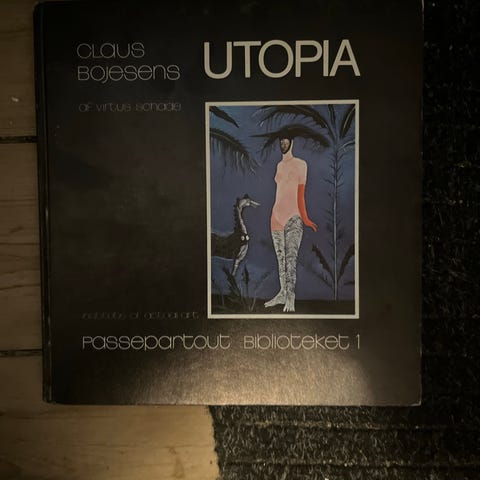 CLAUS
BOJESENS
UTOPIA
af VIRTUS SCHADE
institute of actual art
Passepartout Biblioteket 1